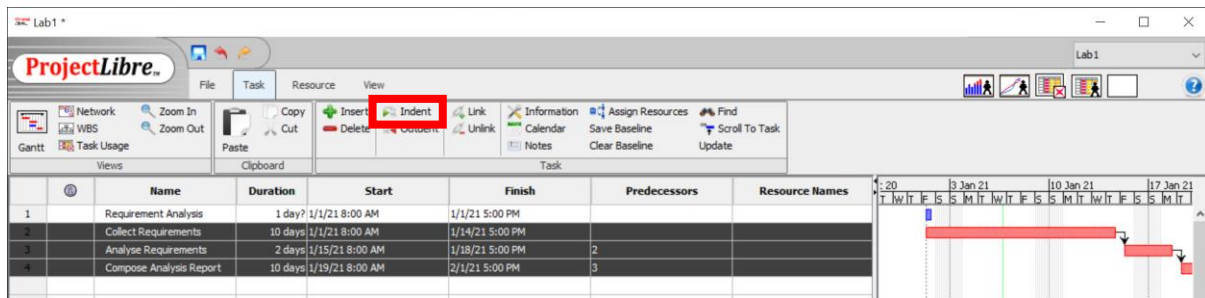 Lab1 *
ProjectLibre™
Lab1
File Task Resource View
Network Zoom In Copy Insert Indent Link Information Assign Resources Find
WBS Zoom Out Cut Delete Outdent Unlink Calendar Save Baseline Scroll To Task
Gantt Task Usage Paste Notes Clear Baseline Update
Views Clipboard Task
Name Duration Start Finish Predecessors Resource Names 20 3 Jan 21 10 Jan 21 17 Jan 21
T W T F S S M T W T F S S M T W T F S S M T
1 Requirement Analysis 1 day? 1/1/21 8:00 AM 1/1/21 5:00 PM
2 Collect Requirements 10 days 1/1/21 8:00 AM 1/14/21 5:00 PM
3 Analyse Requirements 2 days 1/15/21 8:00 AM 1/18/21 5:00 PM 2
4 Compose Analysis Report 10 days 1/19/21 8:00 AM 2/1/21 5:00 PM 3